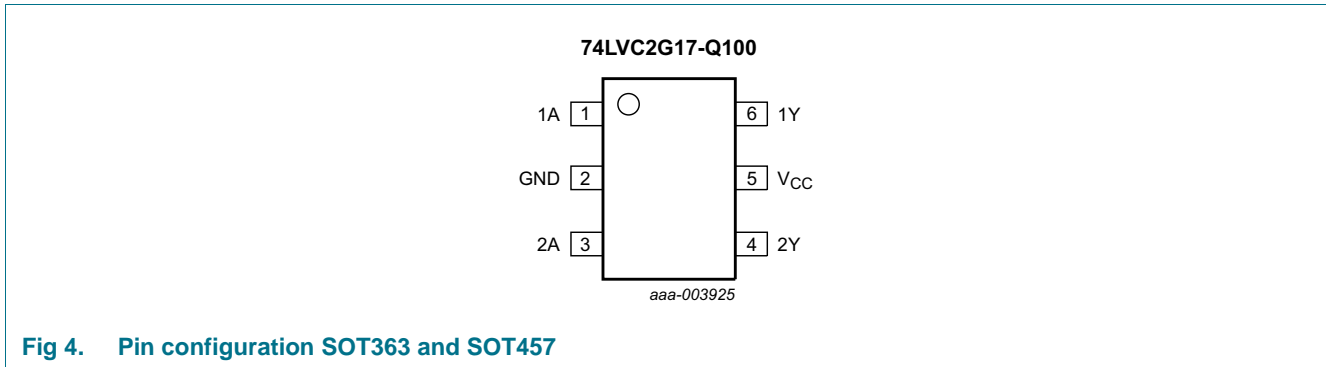 74LVC2G17-Q100
1A 1 6 1Y
GND 2 5 VCC
2A 3 4 2Y
aaa-003925
Fig 4. Pin configuration SOT363 and SOT457